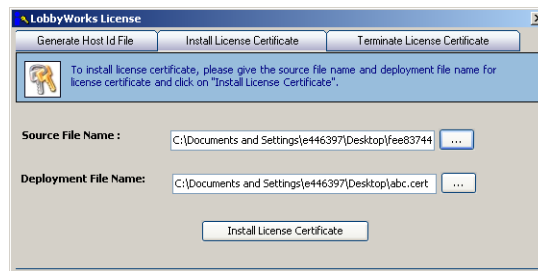 LobbyWorks License
Generate Host Id File Install License Certificate Terminate License Certificate
To install license certificate, please give the source file name and deployment file name for
license certificate and click on "Install License Certificate".
Source File Name :
C:\Documents and Settings\e446397\Desktop\fee83744 ...
Deployment File Name:
C:\Documents and Settings\e446397\Desktop\abc.cert ...
Install License Certificate